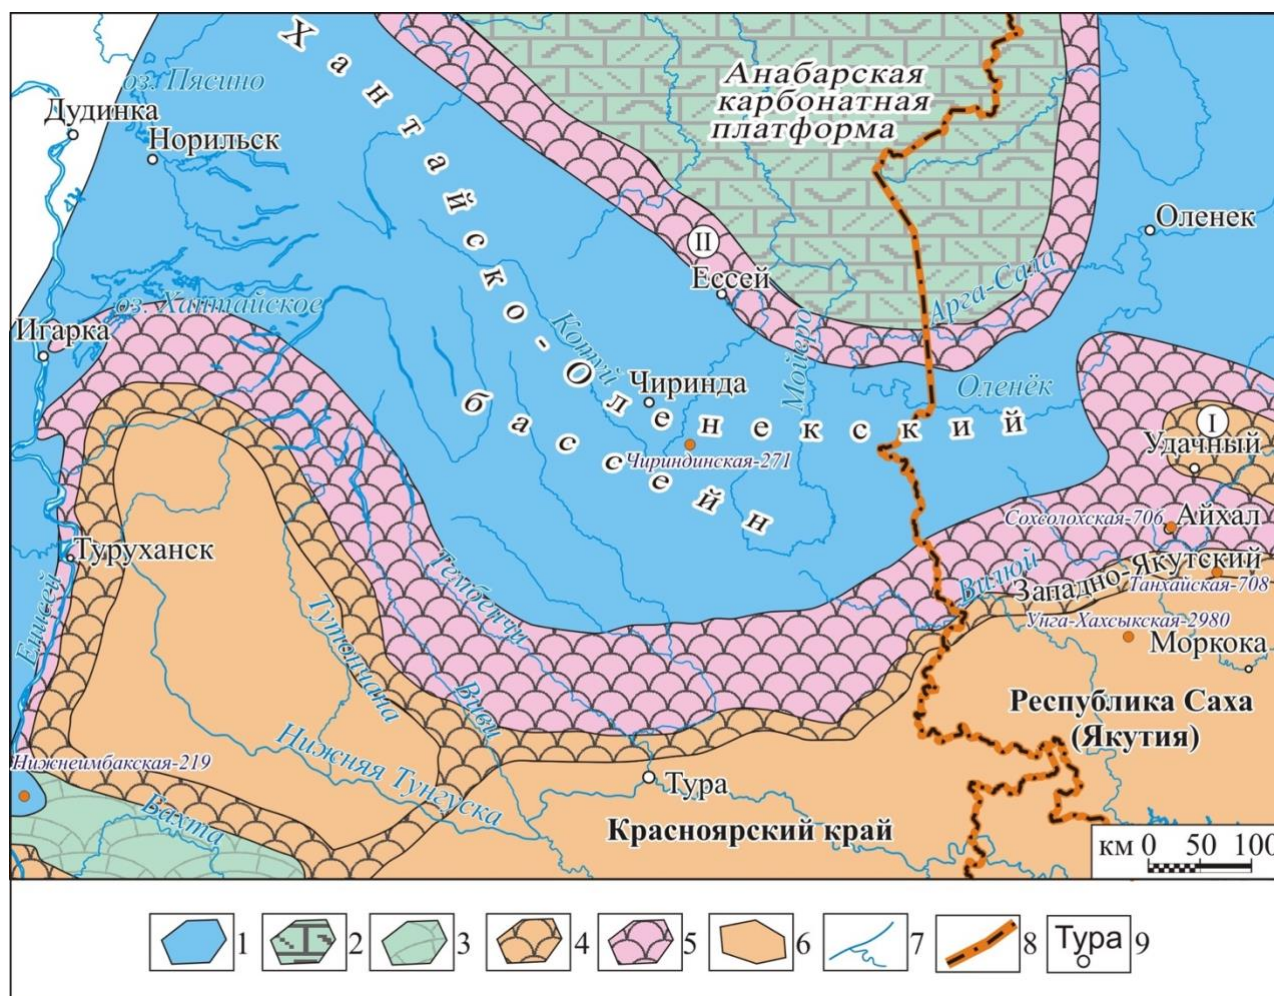 Хантайско-Оленекский
бассейн
оз. Пясино
Дудинка
Норильск
Анабарская
карбонатная
платформа
Оленек
II
Ессей
Арга-Сала
оз. Хантайское
Игарка
Котуй
Мойеро
Чиринда
Оленёк
Чириндинская-271
I
Удачный
Сохсолохская-706
Айхал
Туруханск
Енисей
Тембенчи
Вилюй
Западно-Якутский
Танхайская-708
Унга-Хахсыкская-2980
Моркока
Тутончана
Виви
Республика Саха
(Якутия)
Нижнеимбакская-219
Нижняя Тунгуска
Тура
Вахта
Красноярский край
км 0 50 100
1 2 3 4 5 6 7 8 Тура 9